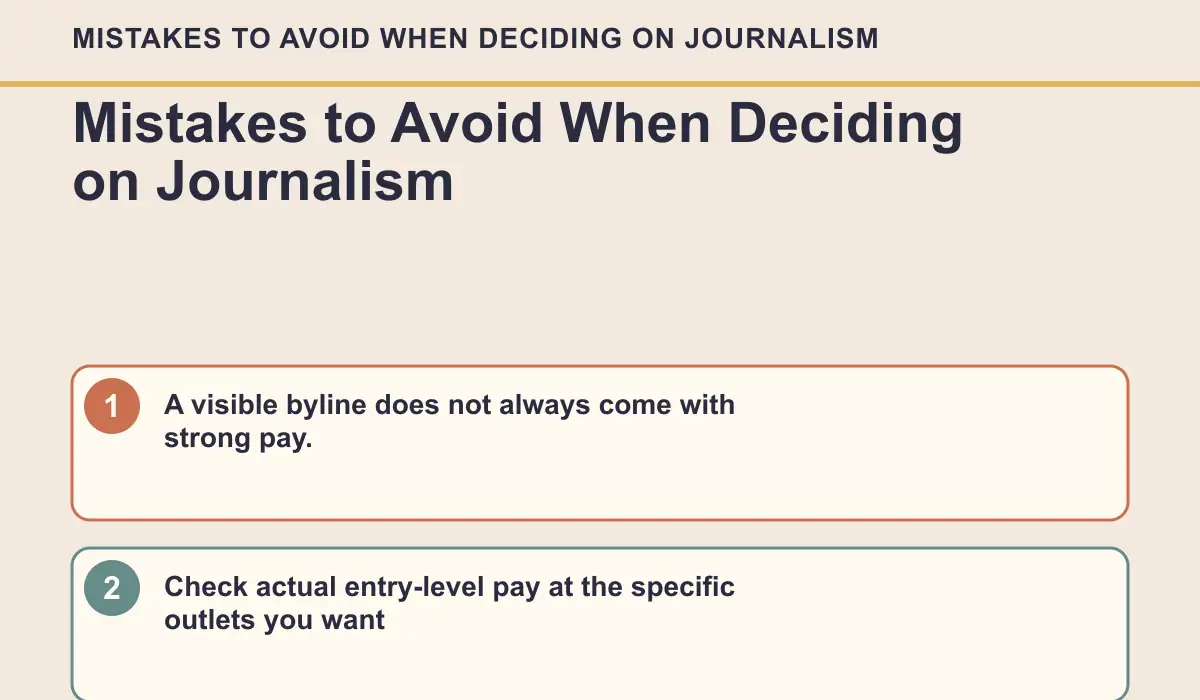 MISTAKES TO AVOID WHEN DECIDING ON JOURNALISM
Mistakes to Avoid When Deciding
on Journalism
1
A visible byline does not always come with
strong pay.
2
Check actual entry-level pay at the specific
outlets you want